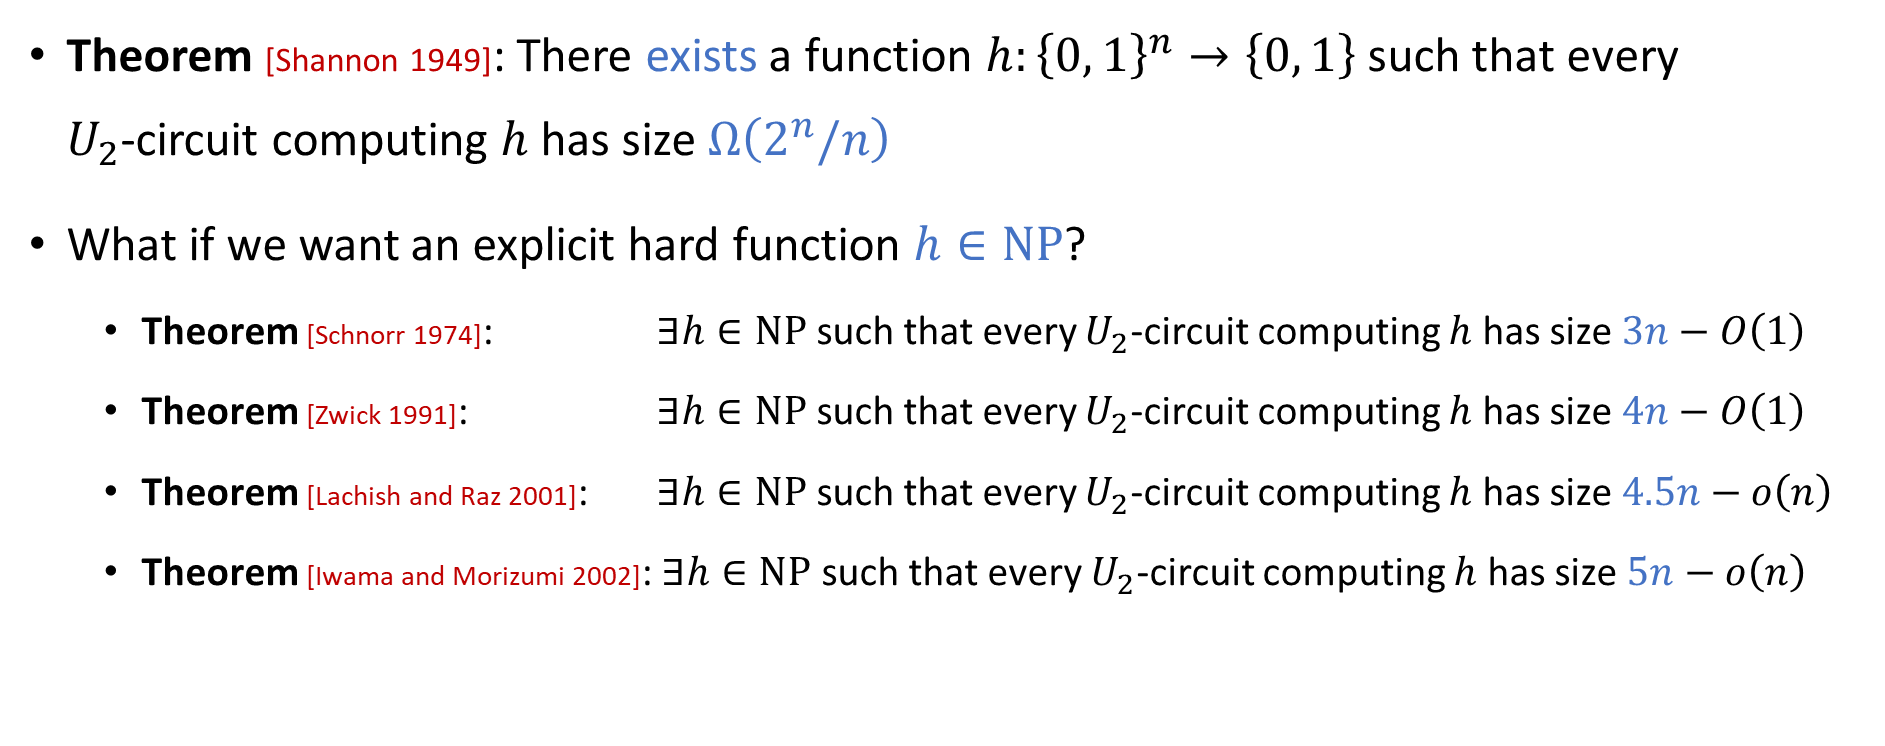 • Theorem [Shannon 1949]: There exists a function ℎ: {0, 1}ⁿ → {0, 1} such that every
U₂-circuit computing ℎ has size Ω(2ⁿ/n)
• What if we want an explicit hard function ℎ ∈ NP?
• Theorem [Schnorr 1974]: ∃ℎ ∈ NP such that every U₂-circuit computing ℎ has size 3n − O(1)
• Theorem [Zwick 1991]: ∃ℎ ∈ NP such that every U₂-circuit computing ℎ has size 4n − O(1)
• Theorem [Lachish and Raz 2001]: ∃ℎ ∈ NP such that every U₂-circuit computing ℎ has size 4.5n − o(n)
• Theorem [Iwama and Morizumi 2002]: ∃ℎ ∈ NP such that every U₂-circuit computing ℎ has size 5n − o(n)